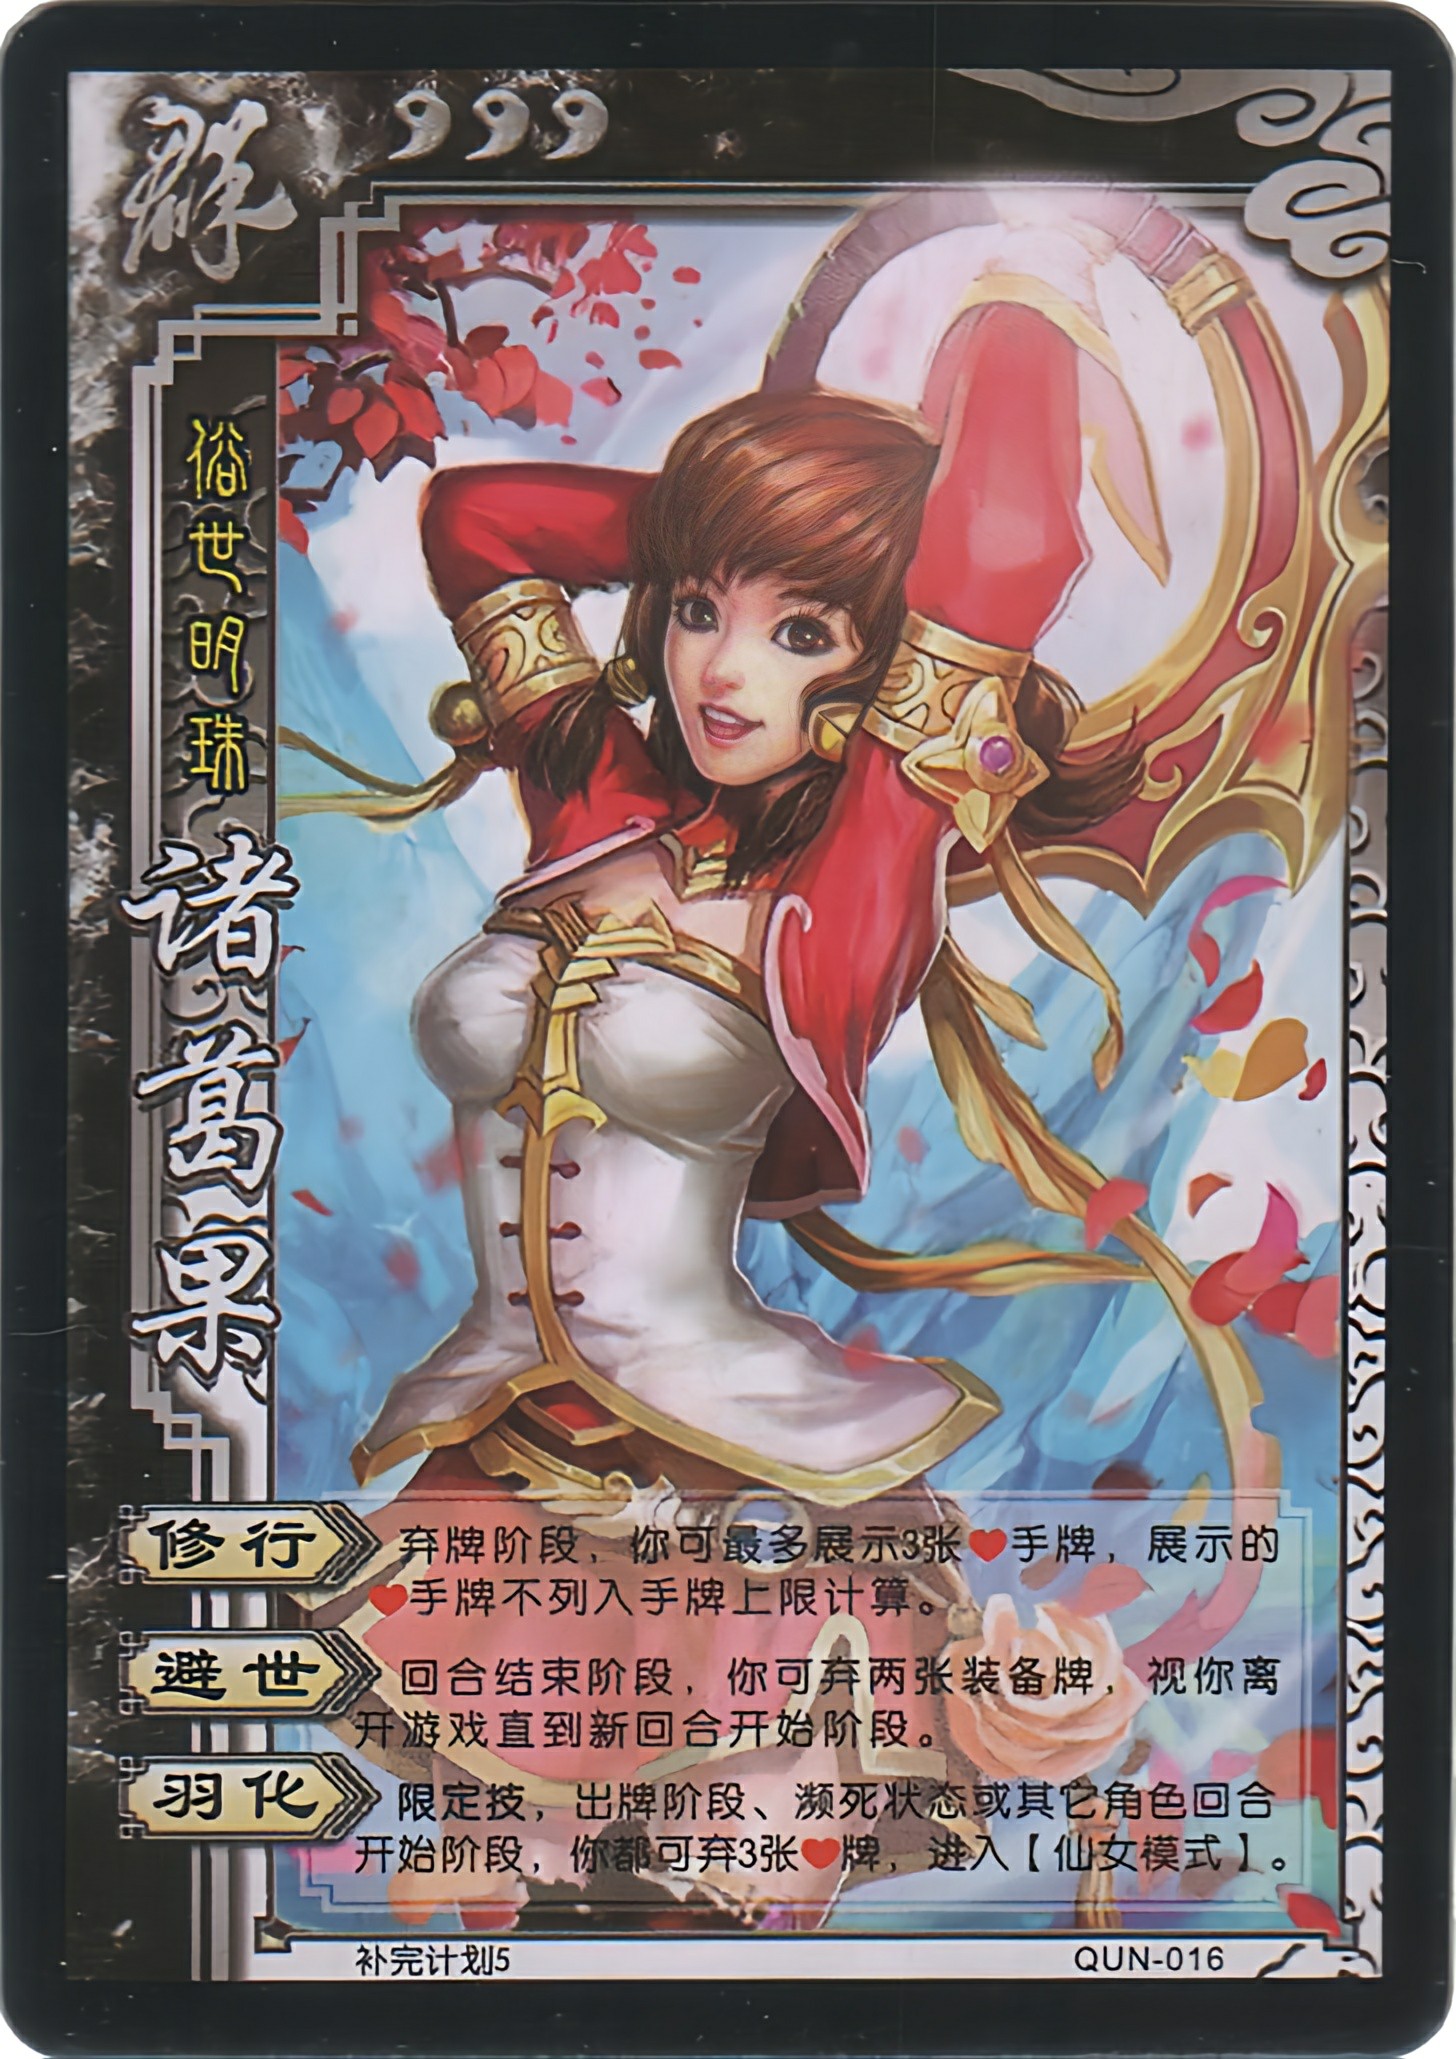 群
俗世明珠
诸葛果
修行
弃牌阶段，你可最多展示3张♥手牌，展示的
♥手牌不列入手牌上限计算。
避世
回合结束阶段，你可弃两张装备牌，视你离
开游戏直到新回合开始阶段。
羽化
限定技，出牌阶段、濒死状态或其它角色回合
开始阶段，你都可弃3张♥牌，进入【仙女模式】。
补完计划5
QUN-016